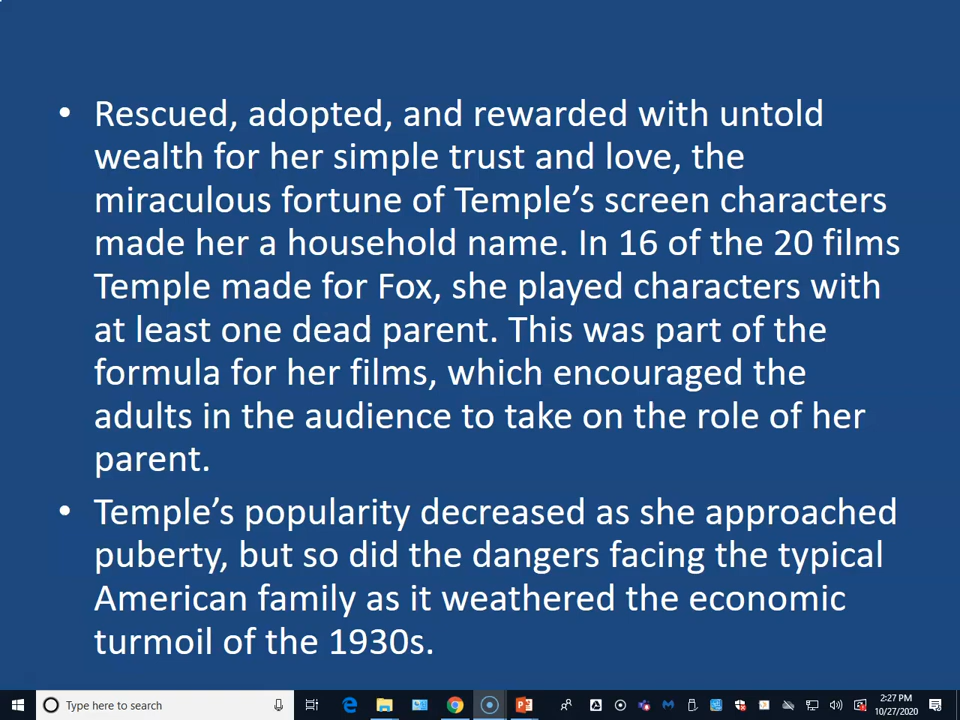 • Rescued, adopted, and rewarded with untold
wealth for her simple trust and love, the
miraculous fortune of Temple’s screen characters
made her a household name. In 16 of the 20 films
Temple made for Fox, she played characters with
at least one dead parent. This was part of the
formula for her films, which encouraged the
adults in the audience to take on the role of her
parent.
• Temple’s popularity decreased as she approached
puberty, but so did the dangers facing the typical
American family as it weathered the economic
turmoil of the 1930s.
Type here to search
2:27 PM
10/27/2020